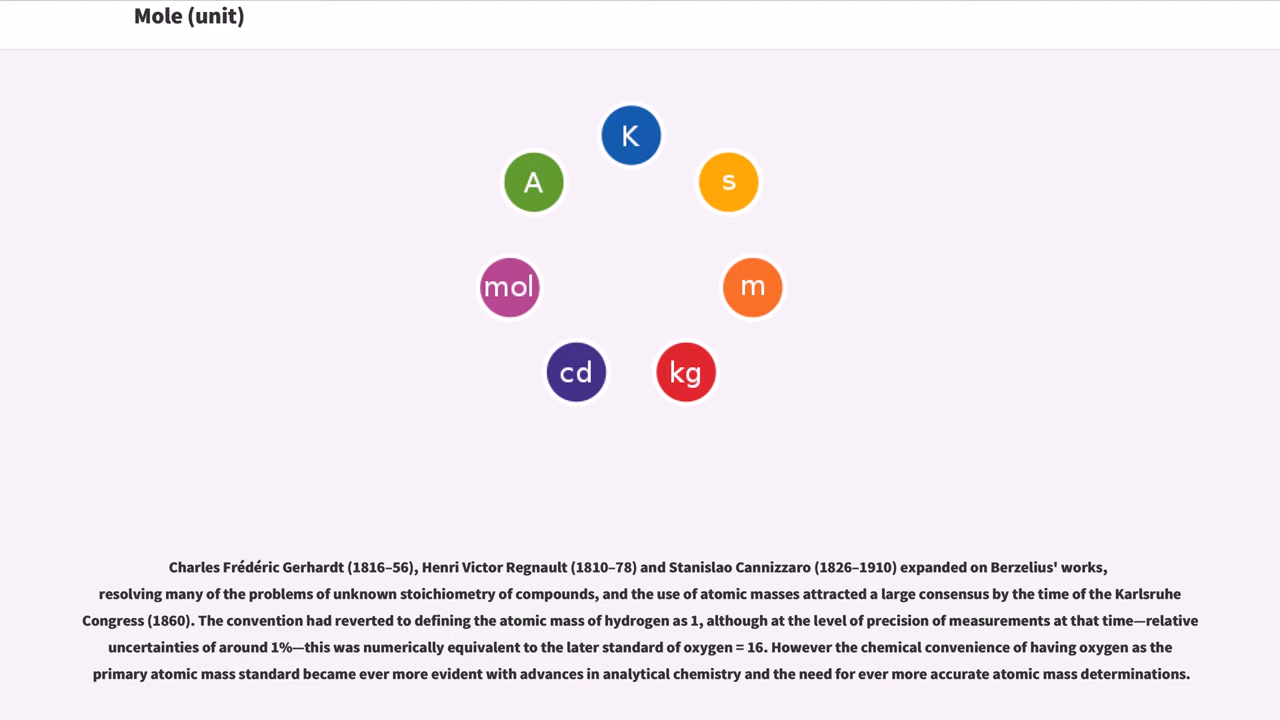 Mole (unit)
K
A
s
mol
m
cd
kg
Charles Frédéric Gerhardt (1816–56), Henri Victor Regnault (1810–78) and Stanislao Cannizzaro (1826–1910) expanded on Berzelius' works,
resolving many of the problems of unknown stoichiometry of compounds, and the use of atomic masses attracted a large consensus by the time of the Karlsruhe
Congress (1860). The convention had reverted to defining the atomic mass of hydrogen as 1, although at the level of precision of measurements at that time—relative
uncertainties of around 1%—this was numerically equivalent to the later standard of oxygen = 16. However the chemical convenience of having oxygen as the
primary atomic mass standard became ever more evident with advances in analytical chemistry and the need for ever more accurate atomic mass determinations.